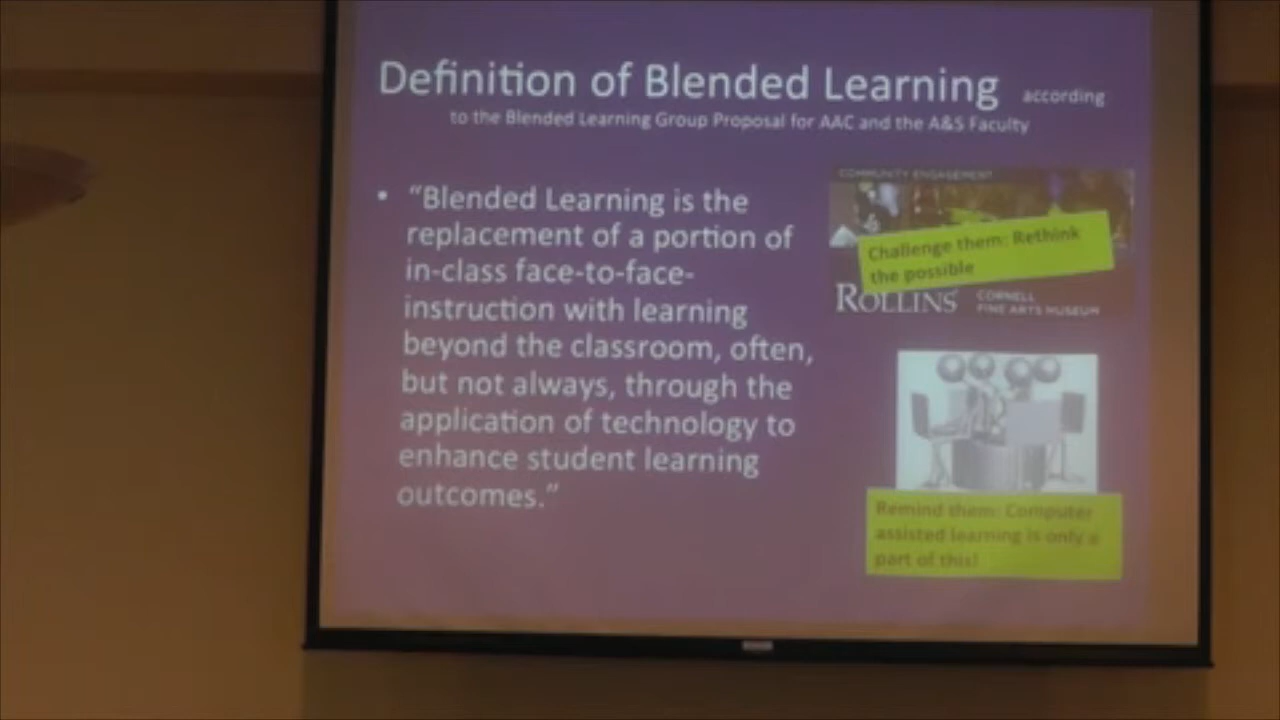 Definition of Blended Learning according
to the Blended Learning Group Proposal for AAC and the A&S Faculty
• “Blended Learning is the
replacement of a portion of
in-class face-to-face-
instruction with learning
beyond the classroom, often,
but not always, through the
application of technology to
enhance student learning
outcomes.”
COMMUNITY ENGAGEMENT
Challenge them: Rethink
the possible
ROLLINS
CORNELL
FINE ARTS MUSEUM
Remind them: Computer
assisted learning is only a
part of this!